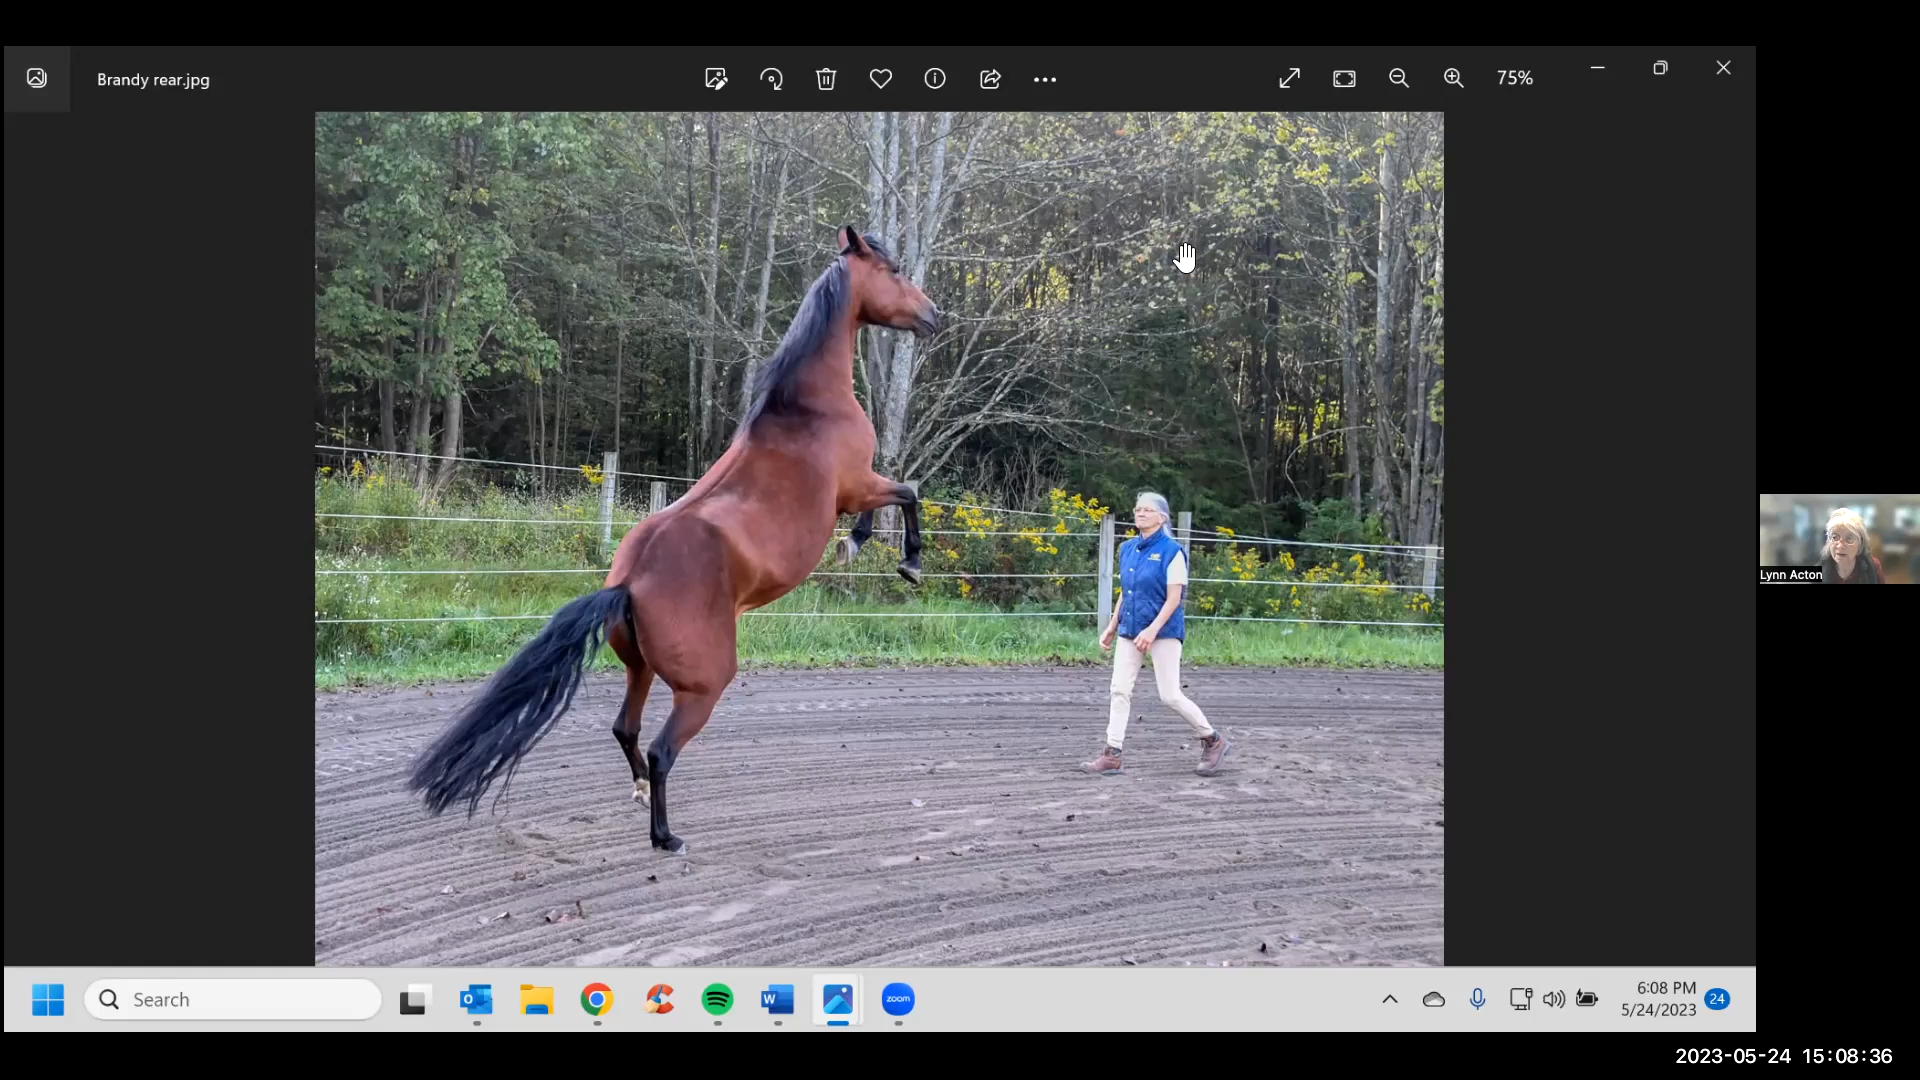 Brandy rear.jpg
75%
Lynn Acton
Search
zoom
6:08 PM
5/24/2023
24
2023-05-24 15:08:36